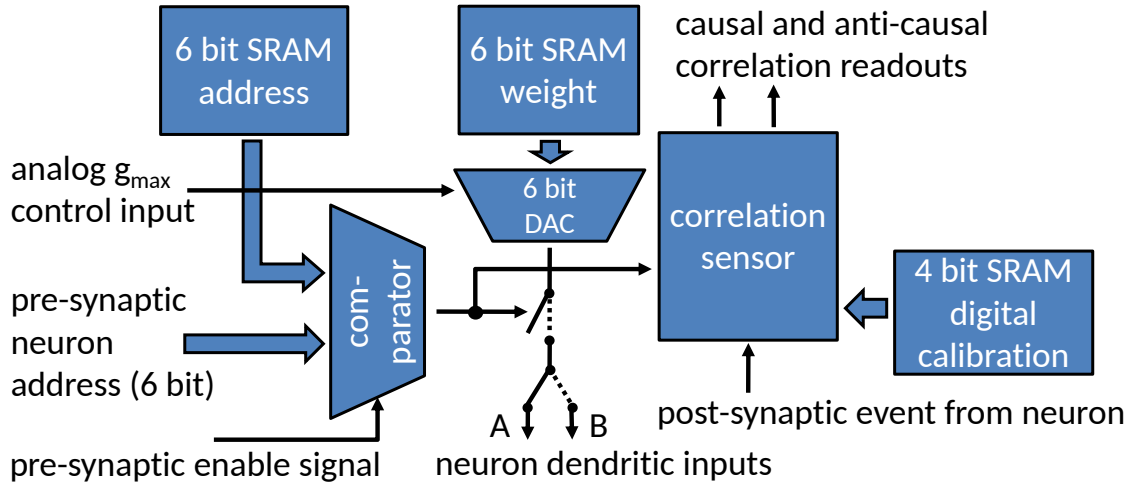 6 bit SRAM
address
6 bit SRAM
weight
causal and anti-causal
correlation readouts
analog gmax
control input
6 bit
DAC
correlation
sensor
4 bit SRAM
digital
calibration
com-
parator
pre-synaptic
neuron
address (6 bit)
A
B
post-synaptic event from neuron
pre-synaptic enable signal
neuron dendritic inputs